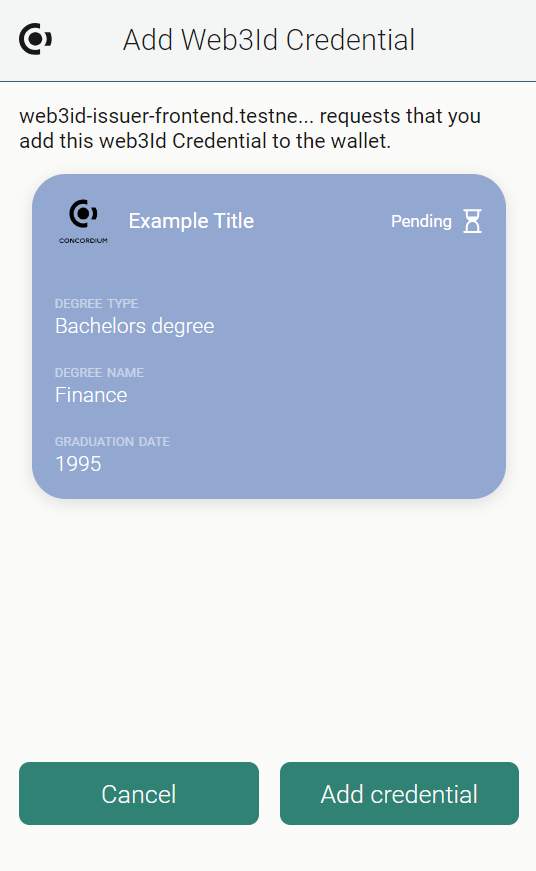 Add Web3Id Credential
web3id-issuer-frontend.testne... requests that you
add this web3Id Credential to the wallet.
CONCORDIUM
Example Title
Pending
DEGREE TYPE
Bachelors degree
DEGREE NAME
Finance
GRADUATION DATE
1995
Cancel
Add credential